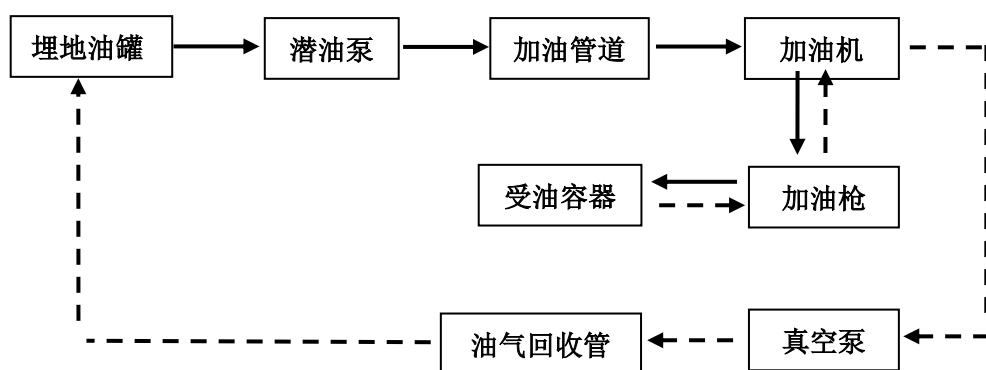 埋地油罐
潜油泵
加油管道
加油机
受油容器
加油枪
油气回收管
真空泵